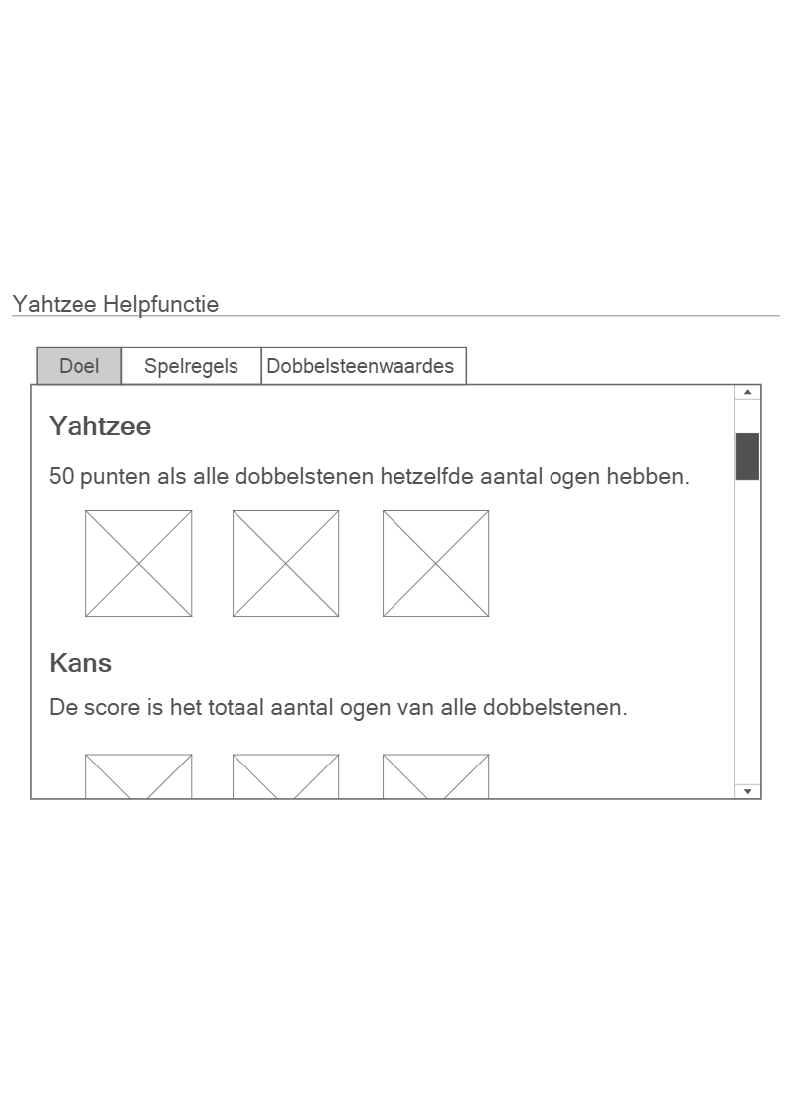 Yahtzee Helpfunctie
Doel
Spelregels
Dobbelsteenwaardes
Yahtzee
50 punten als alle dobbelstenen hetzelfde aantal ogen hebben.
Kans
De score is het totaal aantal ogen van alle dobbelstenen.